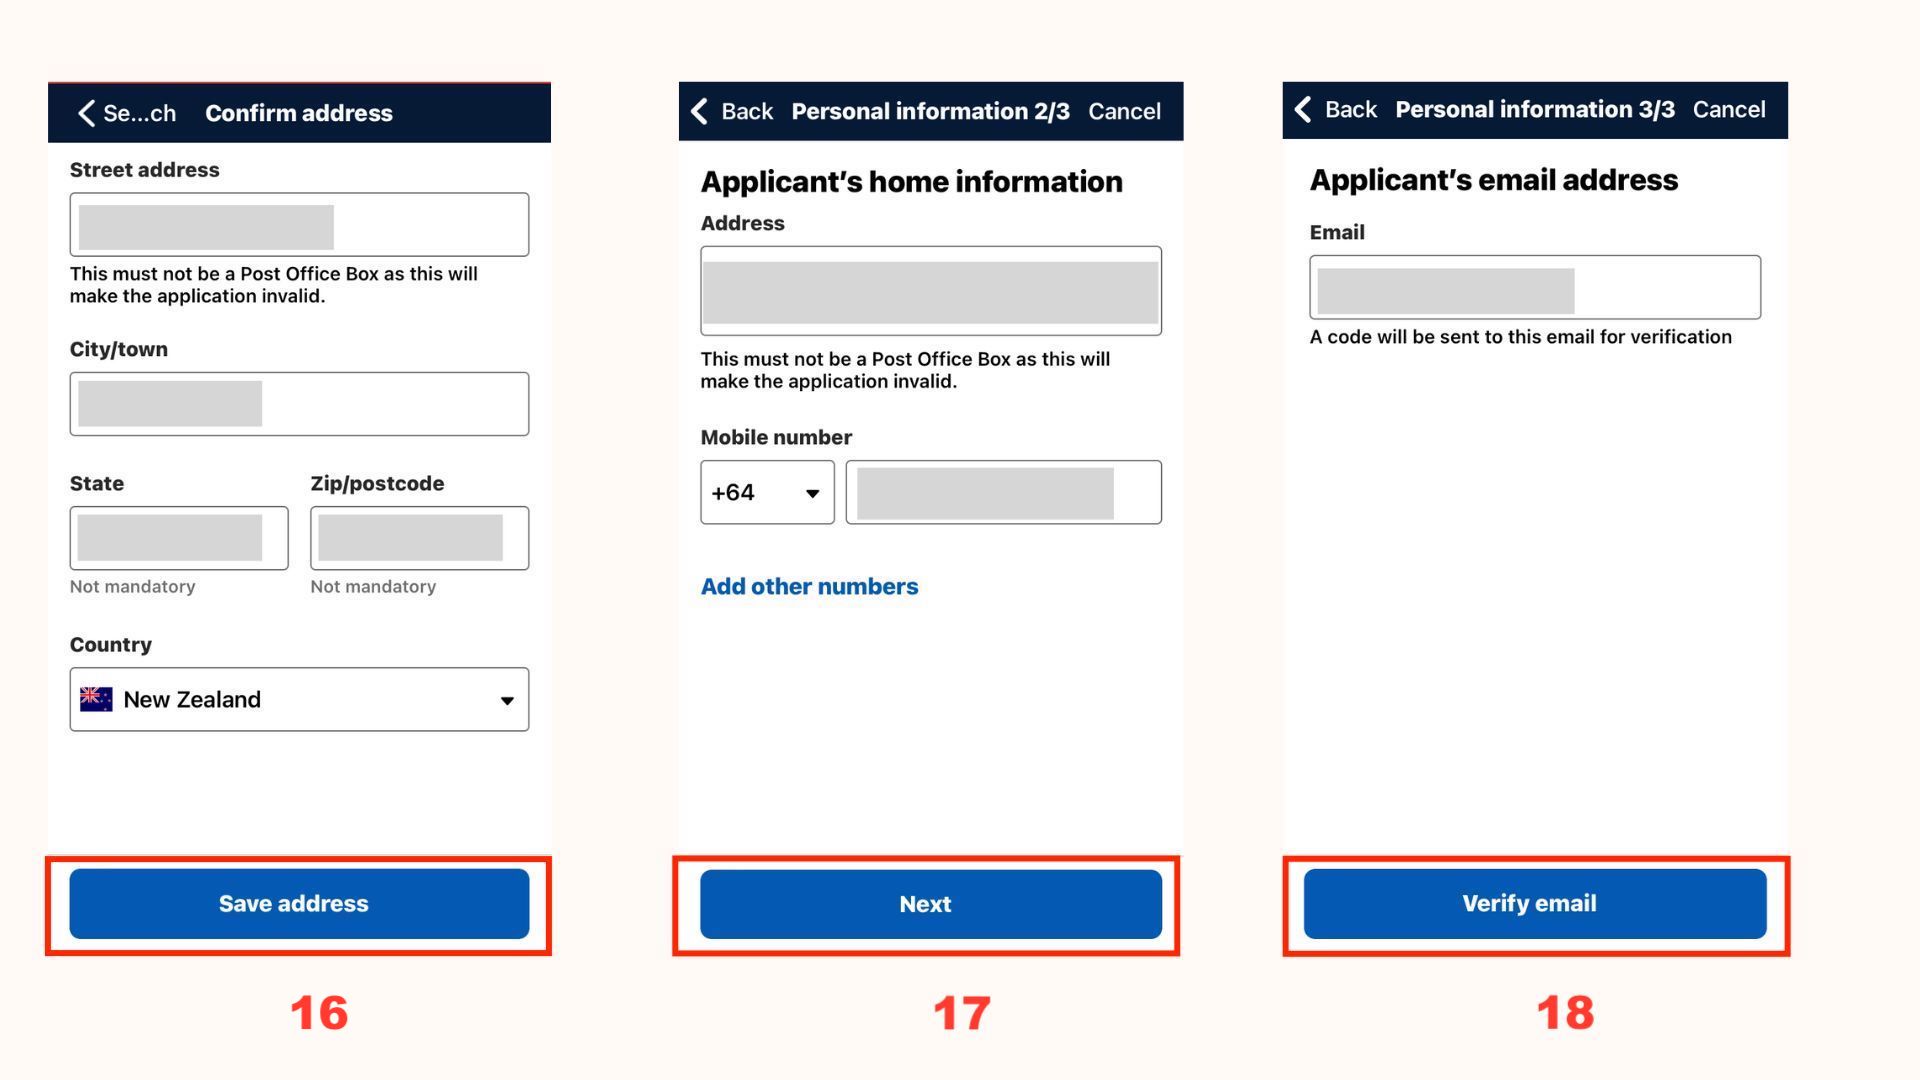 Se...ch Confirm address
Street address
This must not be a Post Office Box as this will
make the application invalid.
City/town
State Zip/postcode
Not mandatory Not mandatory
Country
New Zealand
Save address
16
Back Personal information 2/3 Cancel
Applicant's home information
Address
This must not be a Post Office Box as this will
make the application invalid.
Mobile number
+64
Add other numbers
Next
17
Back Personal information 3/3 Cancel
Applicant's email address
Email
A code will be sent to this email for verification
Verify email
18